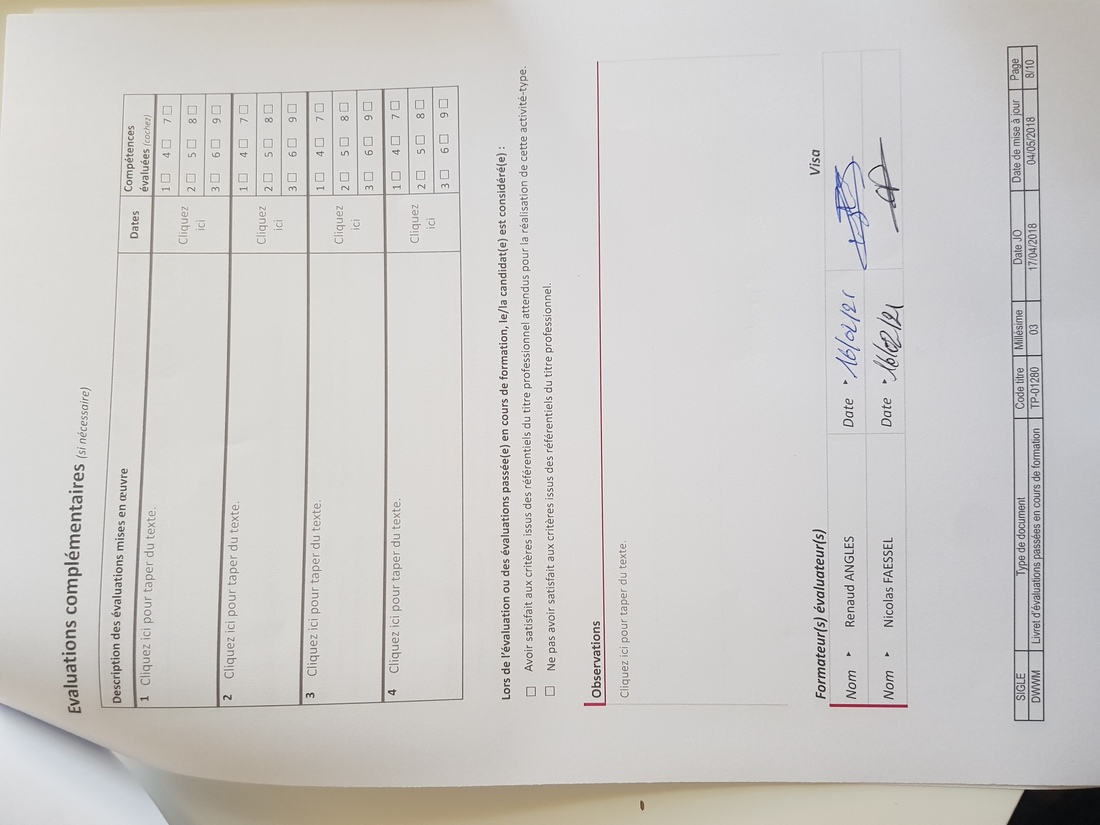 Evaluations complémentaires (si nécessaire)
Description des évaluations mises en œuvre
Dates
Compétences
évaluées (cochez)
1 Cliquez ici pour taper du texte.
Cliquez
ici
1☐ 4☐ 7☐
2☐ 5☐ 8☐
3☐ 6☐ 9☐
2 Cliquez ici pour taper du texte.
Cliquez
ici
1☐ 4☐ 7☐
2☐ 5☐ 8☐
3☐ 6☐ 9☐
3 Cliquez ici pour taper du texte.
Cliquez
ici
1☐ 4☐ 7☐
2☐ 5☐ 8☐
3☐ 6☐ 9☐
4 Cliquez ici pour taper du texte.
Cliquez
ici
1☐ 4☐ 7☐
2☐ 5☐ 8☐
3☐ 6☐ 9☐
Lors de l'évaluation ou des évaluations passée(e) en cours de formation, le/la candidat(e) est considéré(e) :
☐ Avoir satisfait aux critères issus des référentiels du titre professionnel attendus pour la réalisation de cette activité-type.
☐ Ne pas avoir satisfait aux critères issus des référentiels du titre professionnel.
Observations
Cliquez ici pour taper du texte.
Formateur(s) évaluateur(s) Visa
Nom ▸ Renaud ANGLES Date ▸ 16/02/21
Nom ▸ Nicolas FAESSEL Date ▸ 16/02/21
SIGLE Type de document Code titre Millésime Date JO Date de mise à jour Page
DWWM Livret d'évaluations passées en cours de formation TP-01280 03 17/04/2018 04/05/2018 8/10